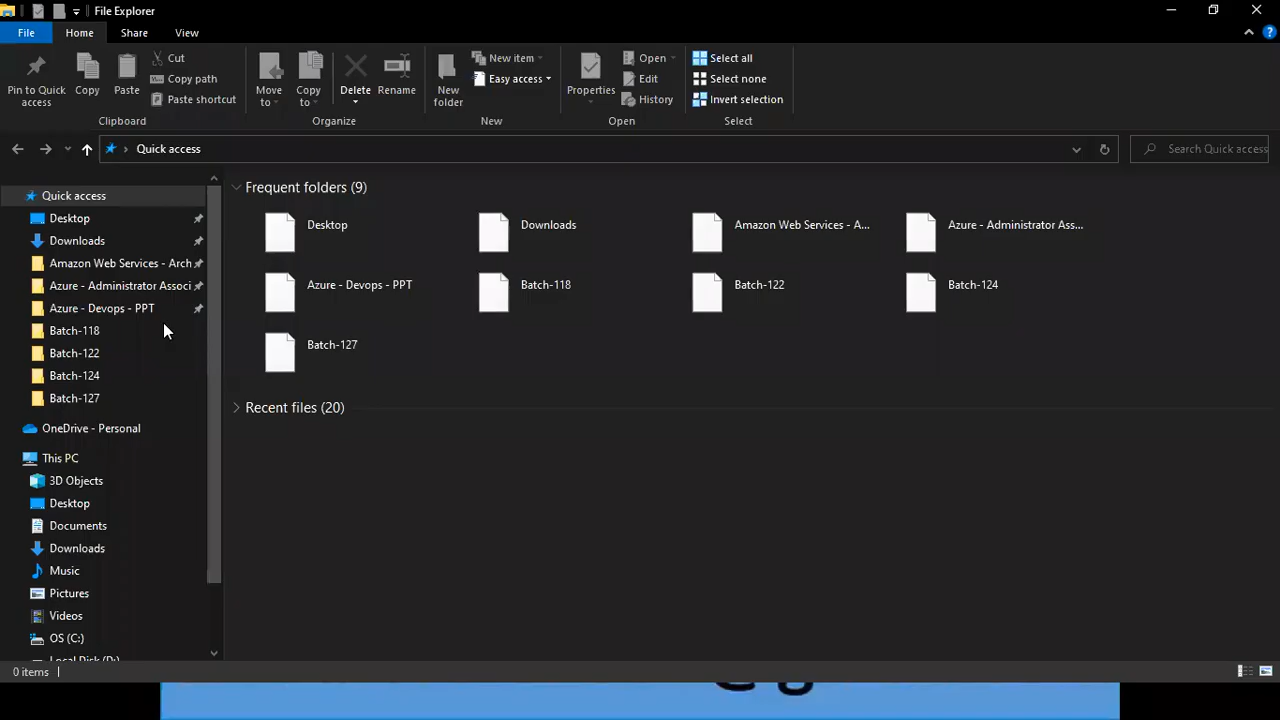 File Explorer
File Home Share View
Pin to Quick access
Copy
Paste
Cut
Copy path
Paste shortcut
Clipboard
Move to
Copy to
Delete
Rename
Organize
New folder
New item
Easy access
New
Properties
Open
Edit
History
Open
Select all
Select none
Invert selection
Select
Quick access
Search Quick access
Quick access
Desktop
Downloads
Amazon Web Services - Arch
Azure - Administrator Associ
Azure - Devops - PPT
Batch-118
Batch-122
Batch-124
Batch-127
OneDrive - Personal
This PC
3D Objects
Desktop
Documents
Downloads
Music
Pictures
Videos
OS (C:)
Local Disk (D:)
Frequent folders (9)
Desktop
Downloads
Amazon Web Services - A...
Azure - Administrator Ass...
Azure - Devops - PPT
Batch-118
Batch-122
Batch-124
Batch-127
Recent files (20)
0 items